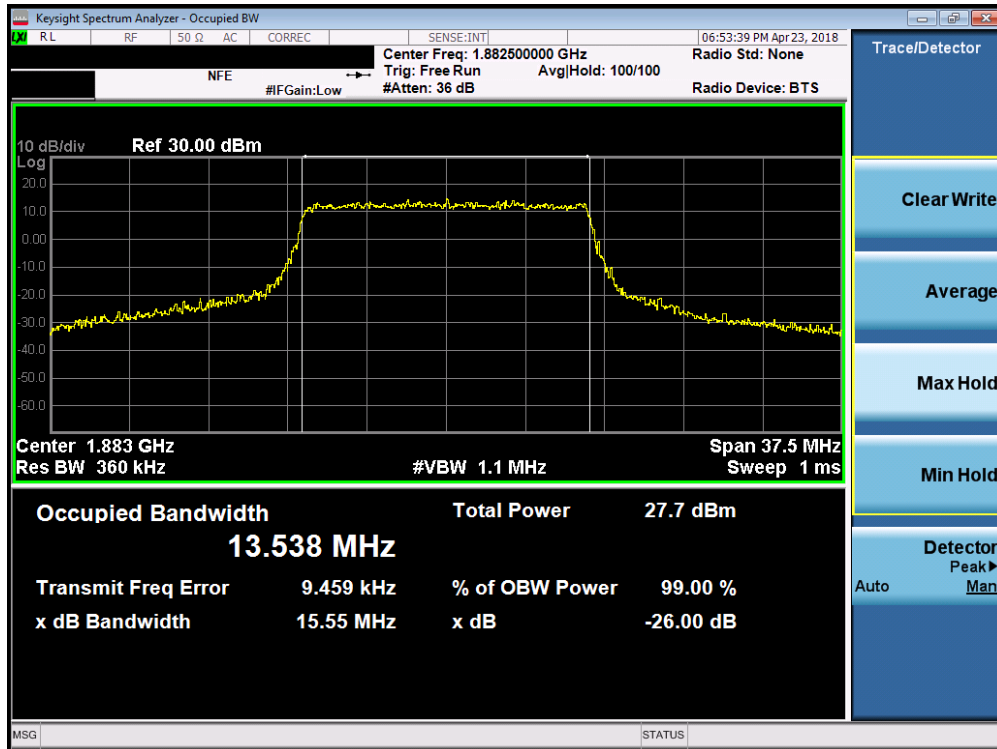 Keysight Spectrum Analyzer - Occupied BW
LXI RL RF 50 Ω AC CORREC SENSE:INT 06:53:39 PM Apr 23, 2018
Center Freq: 1.882500000 GHz Radio Std: None
NFE Trig: Free Run Avg|Hold: 100/100
#IFGain:Low #Atten: 36 dB Radio Device: BTS
10 dB/div Ref 30.00 dBm
Log
20.0
10.0
0.00
-10.0
-20.0
-30.0
-40.0
-50.0
-60.0
Center 1.883 GHz Span 37.5 MHz
Res BW 360 kHz #VBW 1.1 MHz Sweep 1 ms
Occupied Bandwidth Total Power 27.7 dBm
13.538 MHz
Transmit Freq Error 9.459 kHz % of OBW Power 99.00 %
x dB Bandwidth 15.55 MHz x dB -26.00 dB
MSG STATUS
Trace/Detector
Clear Write
Average
Max Hold
Min Hold
Detector
Peak▶
Auto Man